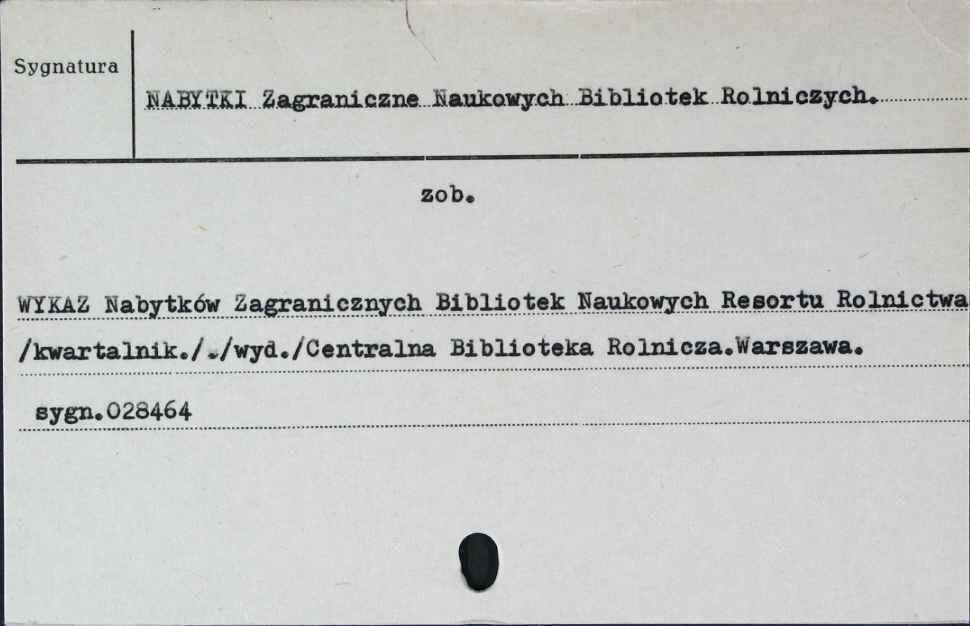 Sygnatura
NABYTKI Zagraniczne Naukowych Bibliotek Rolniczych.
zob.
WYKAZ Nabytków Zagranicznych Bibliotek Naukowych Resortu Rolnictwa
/kwartalnik././wyd./Centralna Biblioteka Rolnicza.Warszawa.
sygn.028464